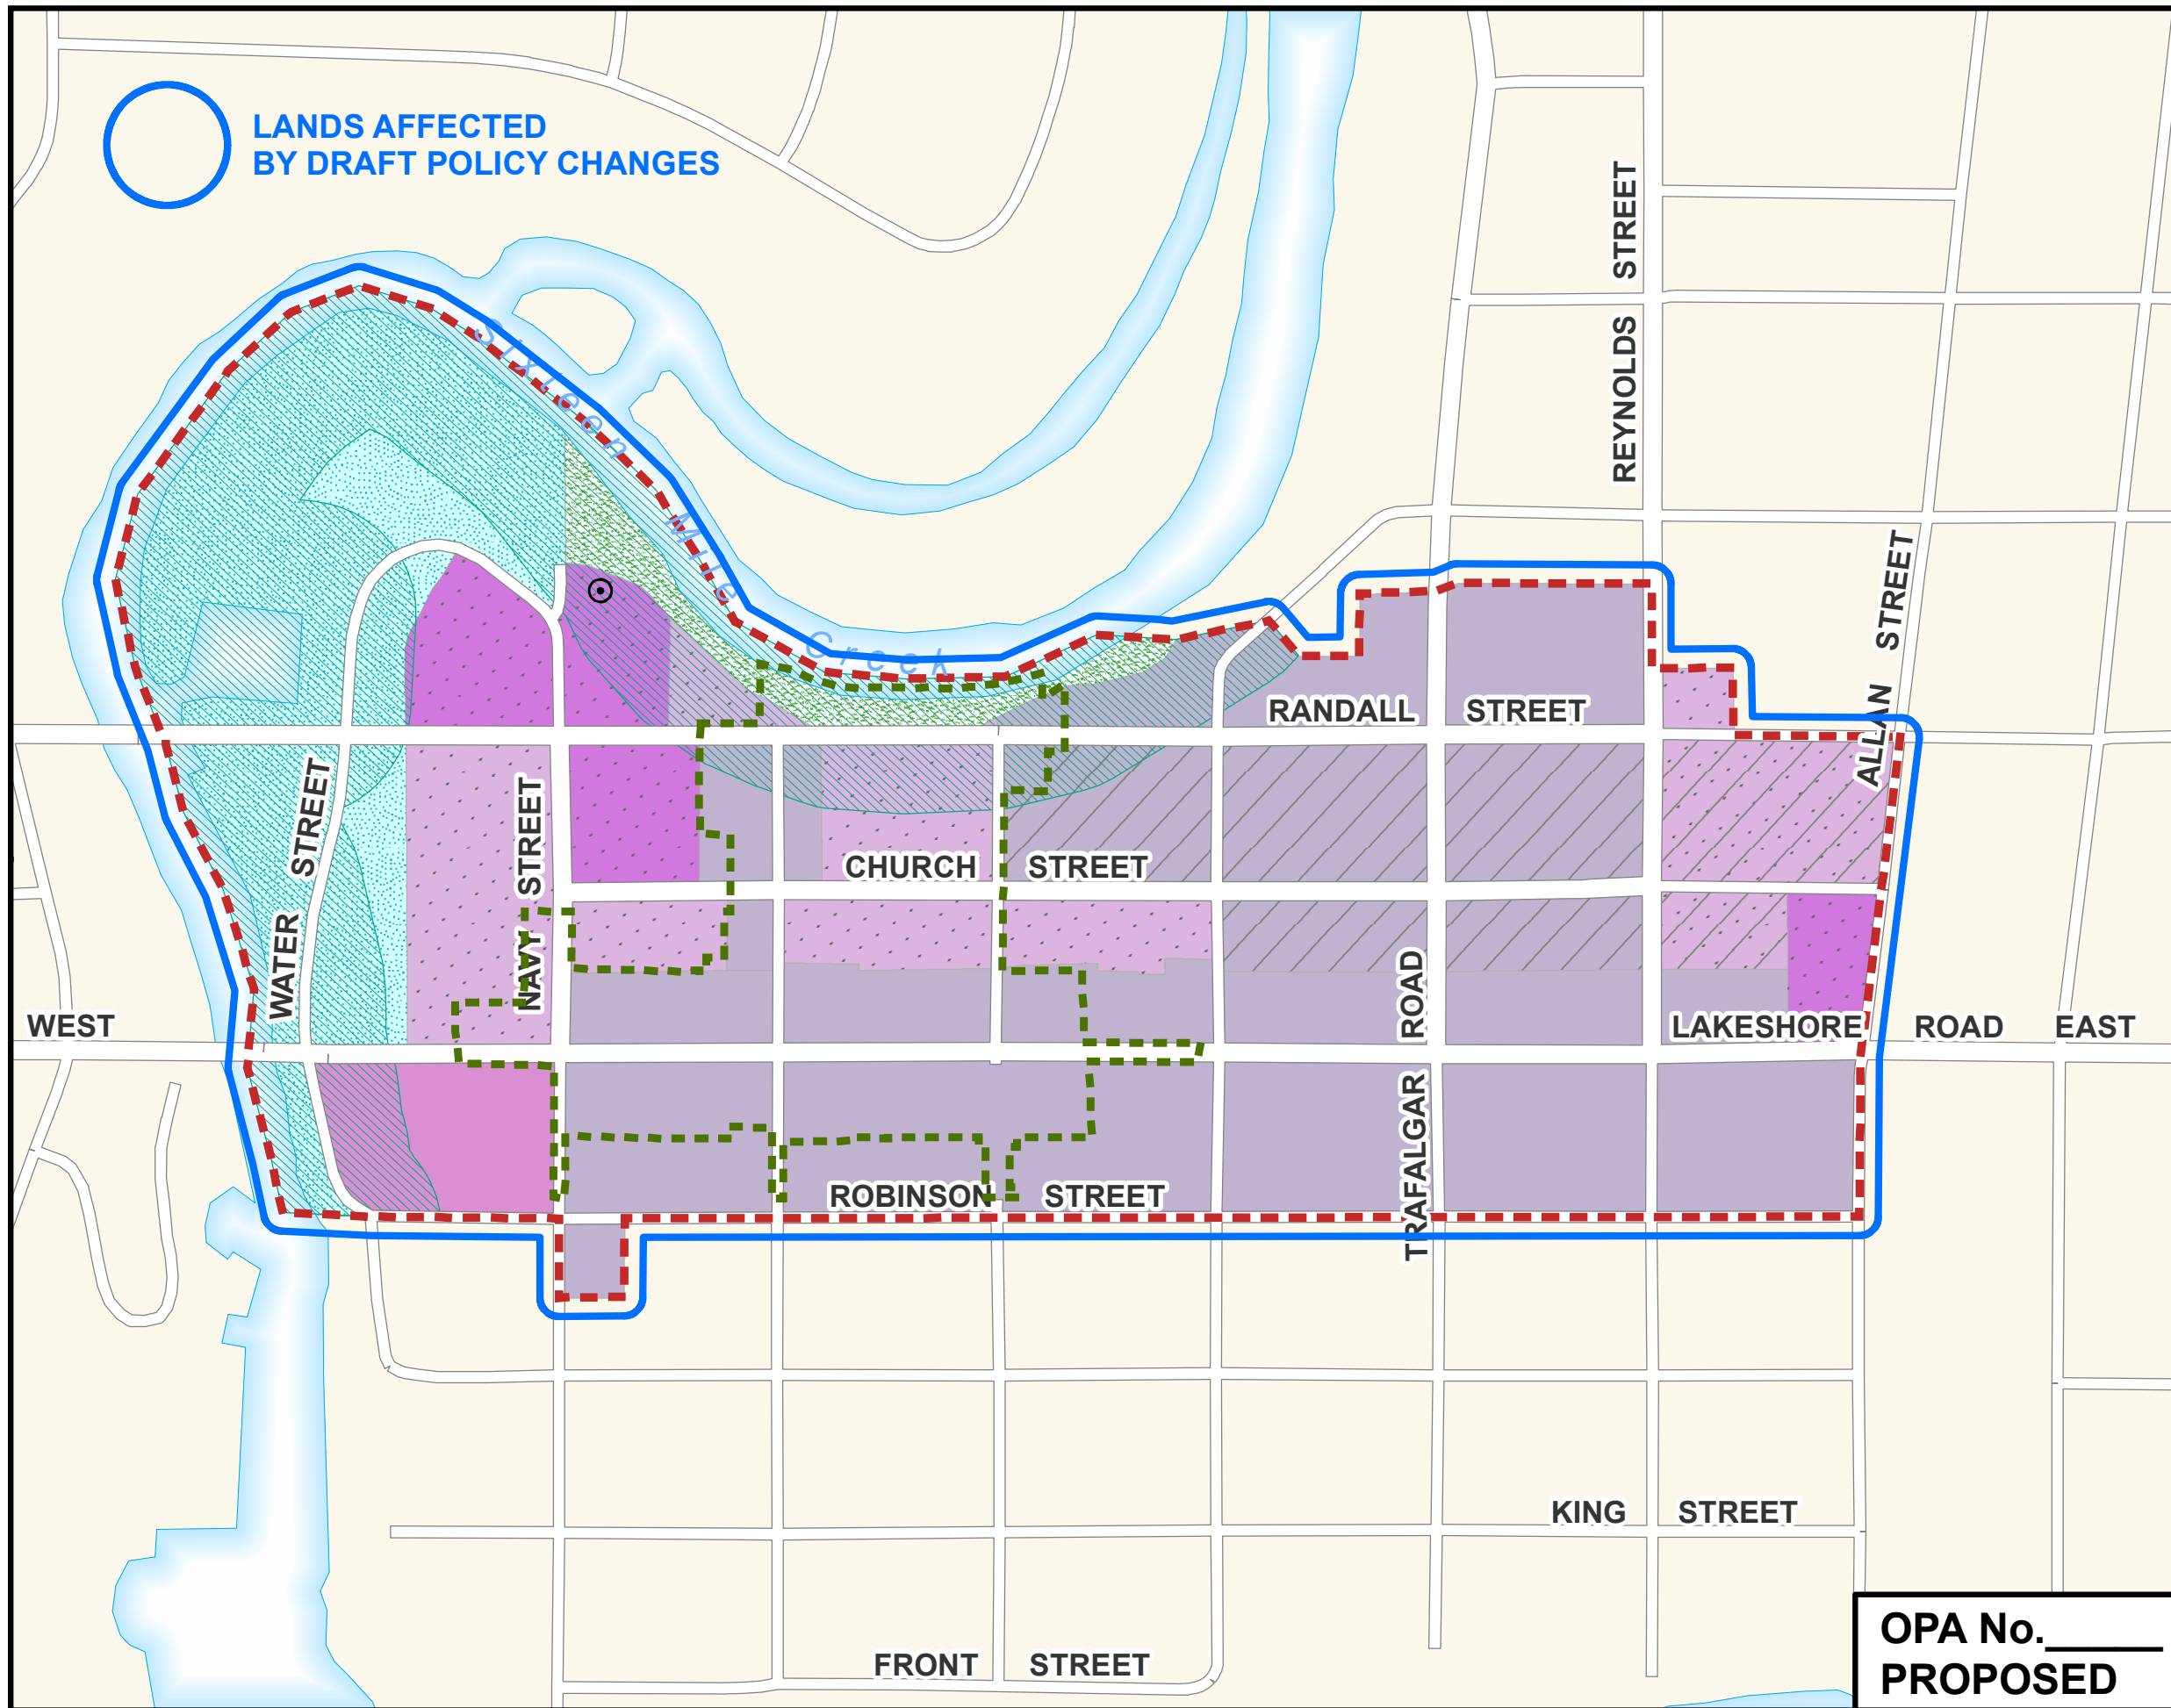 LANDS AFFECTED
BY DRAFT POLICY CHANGES
REYNOLDS STREET
Sixteen Mile Creek
ALLAN STREET
RANDALL STREET
WATER STREET
NAVY STREET
CHURCH STREET
WEST
LAKESHORE ROAD EAST
TRAFALGAR ROAD
ROBINSON STREET
KING STREET
FRONT STREET
OPA No.______
PROPOSED